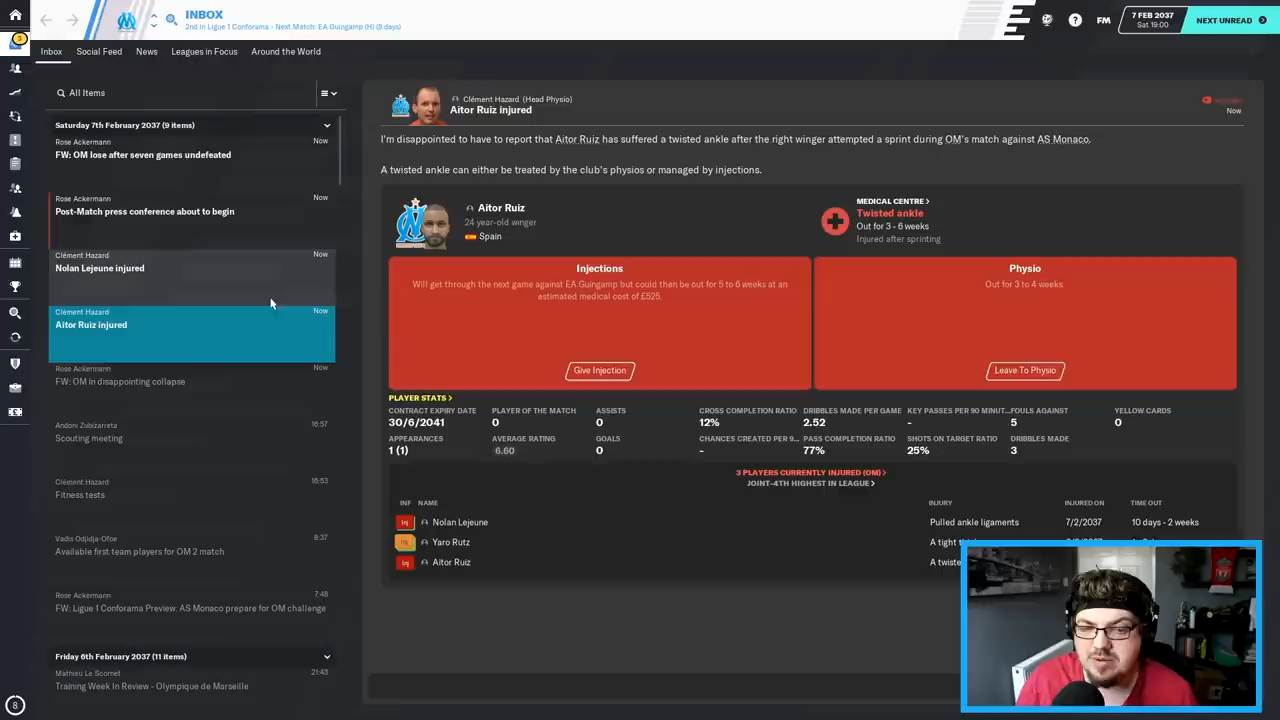 3
INBOX
2nd in Ligue 1 Conforama - Next Match: EA Guingamp (H) (8 days)
FM
7 FEB 2037
Sat 19:00
NEXT UNREAD
Inbox
Social Feed
News
Leagues in Focus
Around the World
All Items
Saturday 7th February 2037 (9 items)
Rose Ackermann
Now
FW: OM lose after seven games undefeated
Rose Ackermann
Now
Post-Match press conference about to begin
Clément Hazard
Now
Nolan Lejeune injured
Clément Hazard
Now
Aitor Ruiz injured
Rose Ackermann
Now
FW: OM in disappointing collapse
Andoni Zubizarreta
16:57
Scouting meeting
Clément Hazard
16:53
Fitness tests
Vadis Odjidja-Ofoe
8:37
Available first team players for OM 2 match
Rose Ackermann
7:48
FW: Ligue 1 Conforama Preview: AS Monaco prepare for OM challenge
Friday 6th February 2037 (11 items)
Mathieu Le Scornet
21:43
Training Week In Review - Olympique de Marseille
8
Clément Hazard (Head Physio)
Aitor Ruiz injured
Now
I'm disappointed to have to report that Aitor Ruiz has suffered a twisted ankle after the right winger attempted a sprint during OM's match against AS Monaco.
A twisted ankle can either be treated by the club's physios or managed by injections.
Aitor Ruiz
24 year-old winger
Spain
MEDICAL CENTRE >
Twisted ankle
Out for 3 - 6 weeks
Injured after sprinting
Injections
Will get through the next game against EA Guingamp but could then be out for 5 to 6 weeks at an
estimated medical cost of £525.
Give Injection
Physio
Out for 3 to 4 weeks
Leave To Physio
PLAYER STATS >
CONTRACT EXPIRY DATE
PLAYER OF THE MATCH
ASSISTS
CROSS COMPLETION RATIO
DRIBBLES MADE PER GAME
KEY PASSES PER 90 MINUT...
FOULS AGAINST
YELLOW CARDS
30/6/2041
0
0
12%
2.52
-
5
0
APPEARANCES
AVERAGE RATING
GOALS
CHANCES CREATED PER 9...
PASS COMPLETION RATIO
SHOTS ON TARGET RATIO
DRIBBLES MADE
1 (1)
6.60
0
-
77%
25%
3
3 PLAYERS CURRENTLY INJURED (OM) >
JOINT-4TH HIGHEST IN LEAGUE >
INF
NAME
INJURY
INJURED ON
TIME OUT
Inj
Nolan Lejeune
Pulled ankle ligaments
7/2/2037
10 days - 2 weeks
Inj
Yaro Rutz
A tight
Inj
Aitor Ruiz
A twiste